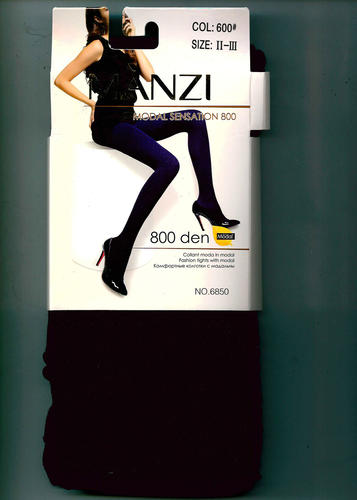 COL: 600#
SIZE: II-III
MANZI
MODAL SENSATION 800
800 den
Modal
Collant moda in modal
Fashion tights with modal
Комфортные колготки с модалом
NO.6850